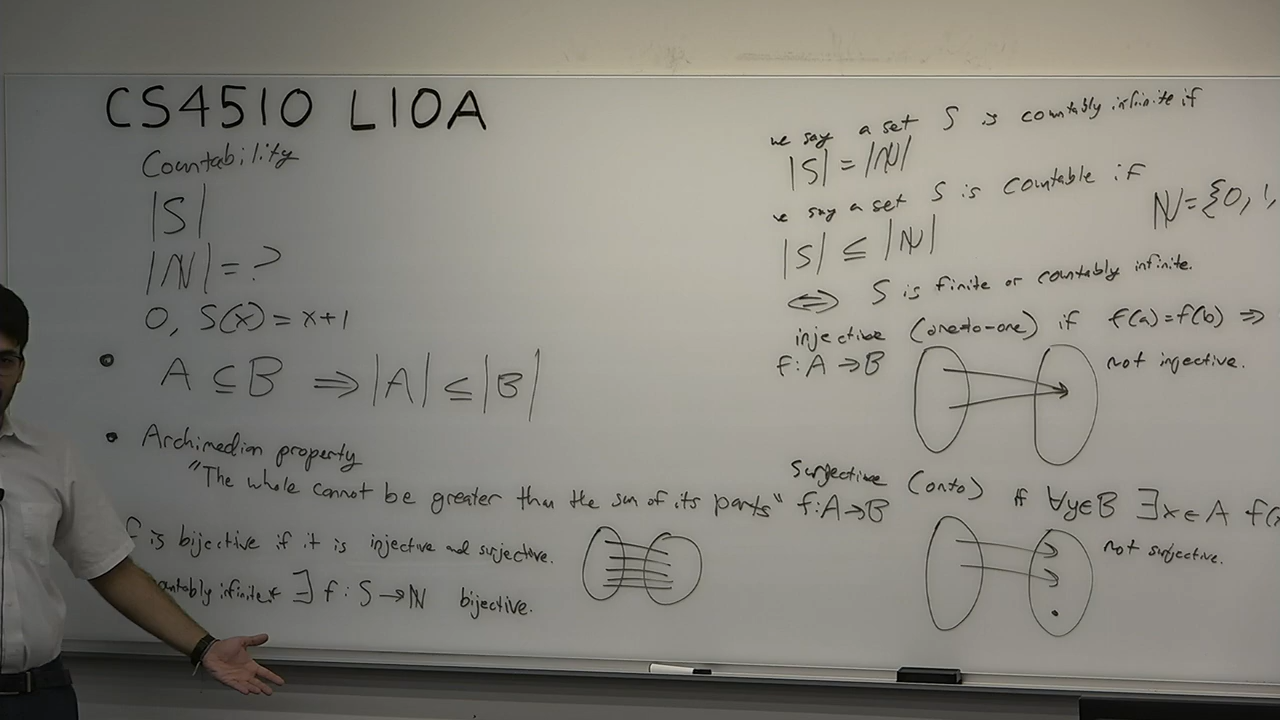 CS4510 L10A
Countability
|S|
|ℕ| = ?
0, S(x) = x+1
• A ⊆ B ⇒ |A| ≤ |B|
• Archimedian property
"The whole cannot be greater than the sum of its parts"
f is bijective if it is injective and surjective.
∃ f : S → ℕ bijective.
we say a set S is countably infinite if
|S| = |ℕ|
we say a set S is countable if
|S| ≤ |ℕ|
ℕ = {0, 1,
⇔ S is finite or countably infinite.
injective (one-to-one) if f(a) = f(b) ⇒
f: A → B
not injective.
Surjective (onto) if ∀y∈B ∃x∈A
f: A → B
not surjective.